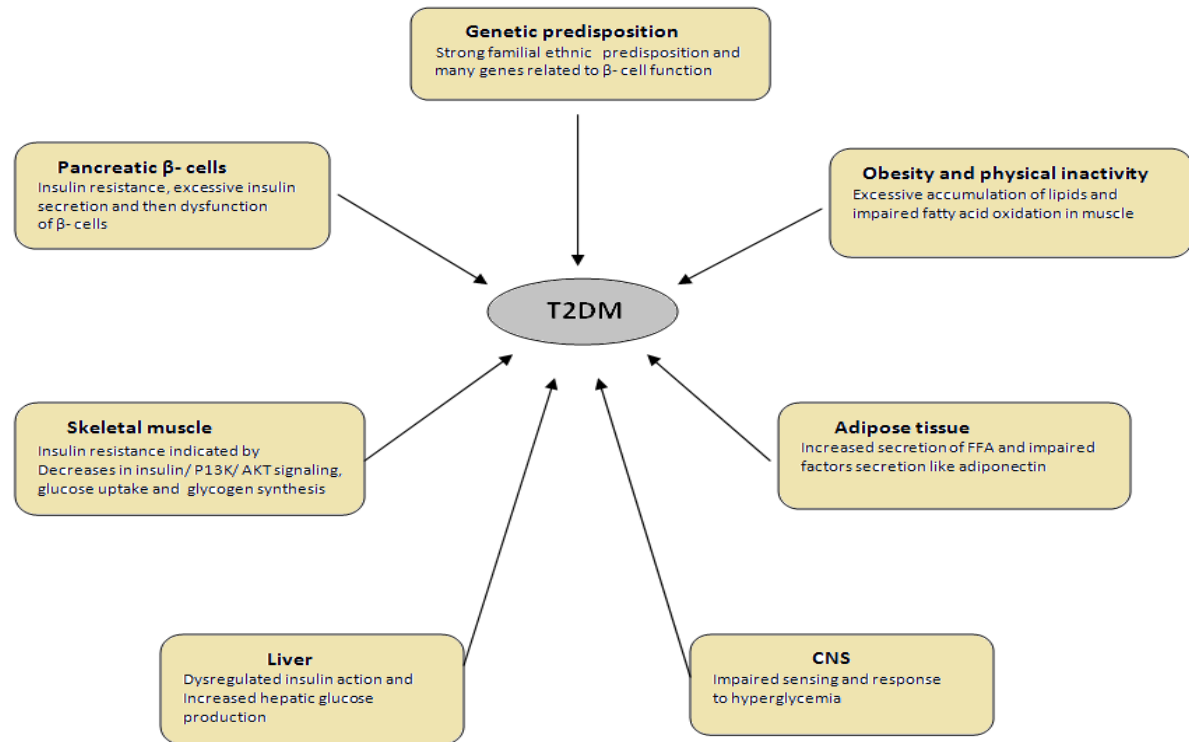 Genetic predisposition
Strong familial ethnic predisposition and
many genes related to β- cell function
Pancreatic β- cells
Insulin resistance, excessive insulin
secretion and then dysfunction
of β- cells
Obesity and physical inactivity
Excessive accumulation of lipids and
impaired fatty acid oxidation in muscle
T2DM
Skeletal muscle
Insulin resistance indicated by
Decreases in insulin/ P13K/ AKT signaling,
glucose uptake and glycogen synthesis
Adipose tissue
Increased secretion of FFA and impaired
factors secretion like adiponectin
Liver
Dysregulated insulin action and
Increased hepatic glucose
production
CNS
Impaired sensing and response
to hyperglycemia